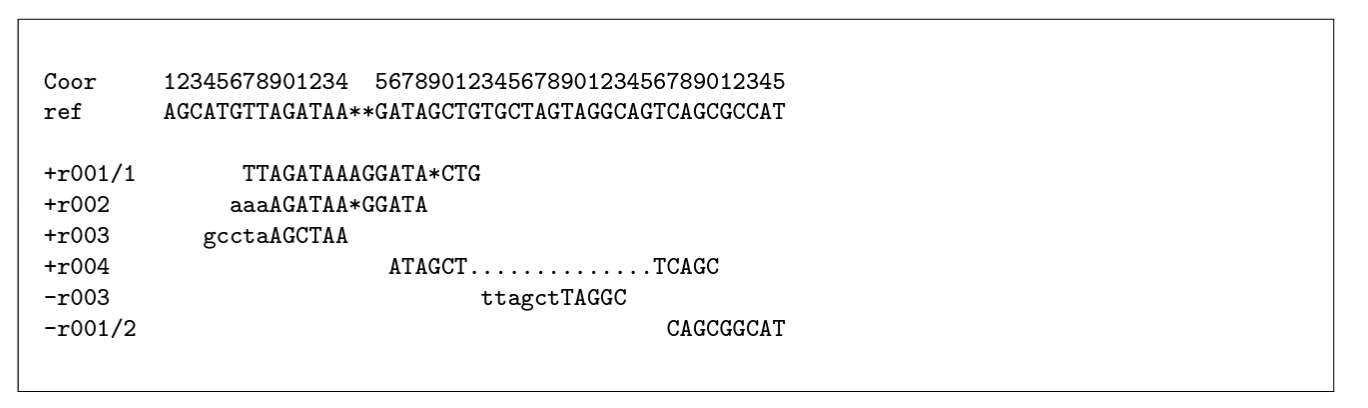 Coor     12345678901234  5678901234567890123456789012345
ref      AGCATGTTAGATAA**GATAGCTGTGCTAGTAGGCAGTCAGCGCCAT
+r001/1        TTAGATAAAGGATA*CTG
+r002         aaaAGATAA*GGATA
+r003       gcctaAGCTAA
+r004                     ATAGCT..............TCAGC
-r003                            ttagctTAGGC
-r001/2                                        CAGCGGCAT